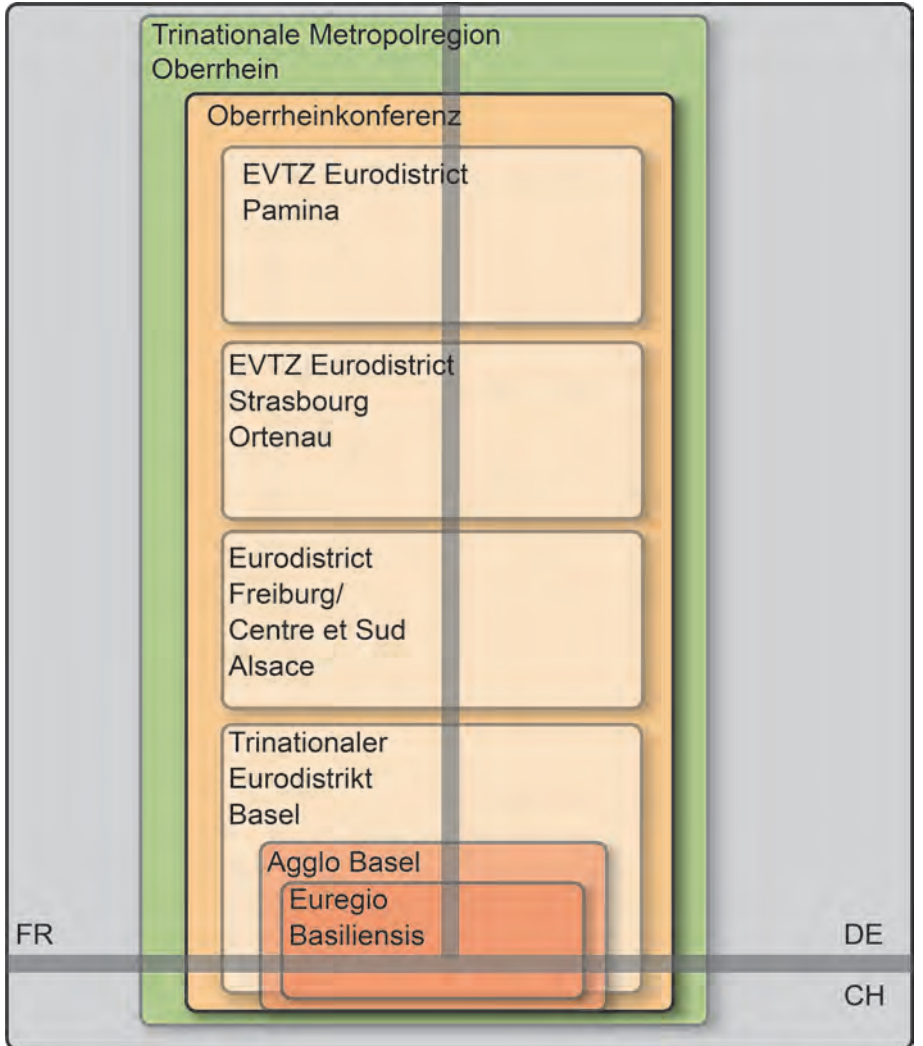 Trinationale Metropolregion
Oberrhein
Oberrheinkonferenz
EVTZ Eurodistrict
Pamina
EVTZ Eurodistrict
Strasbourg
Ortenau
Eurodistrict
Freiburg/
Centre et Sud
Alsace
Trinationaler
Eurodistrikt
Basel
Agglo Basel
Euregio
Basiliensis
FR
DE
CH